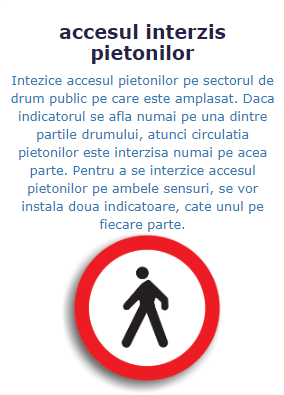 accesul interzis
pietonilor
Intezice accesul pietonilor pe sectorul de
drum public pe care este amplasat. Daca
indicatorul se afla numai pe una dintre
partile drumului, atunci circulatia
pietonilor este interzisa numai pe acea
parte. Pentru a se interzice accesul
pietonilor pe ambele sensuri, se vor
instala doua indicatoare, cate unul pe
fiecare parte.